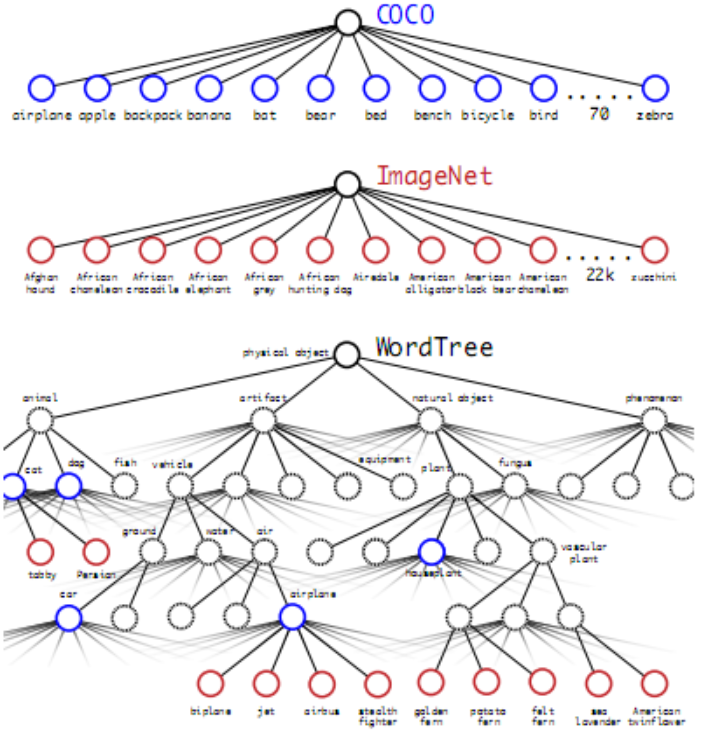 COCO
airplane apple backpack banana bat bear bed bench bicycle bird ..... 70 zebra
ImageNet
Afghan hound
African chameleon
African crocodile
African elephant
African grey
African hunting dog
Airedale
American alligator
American black bear
American chameleon
..... 22k
zucchini
physical object
WordTree
animal artifact natural object phenomenon
cat dog fish vehicle equipment plant fungus
ground water air vascular plant
tabby Persian houseplant
car airplane
biplane jet airbus stealth fighter golden fern potato fern felt fern sea lavender American twinflower